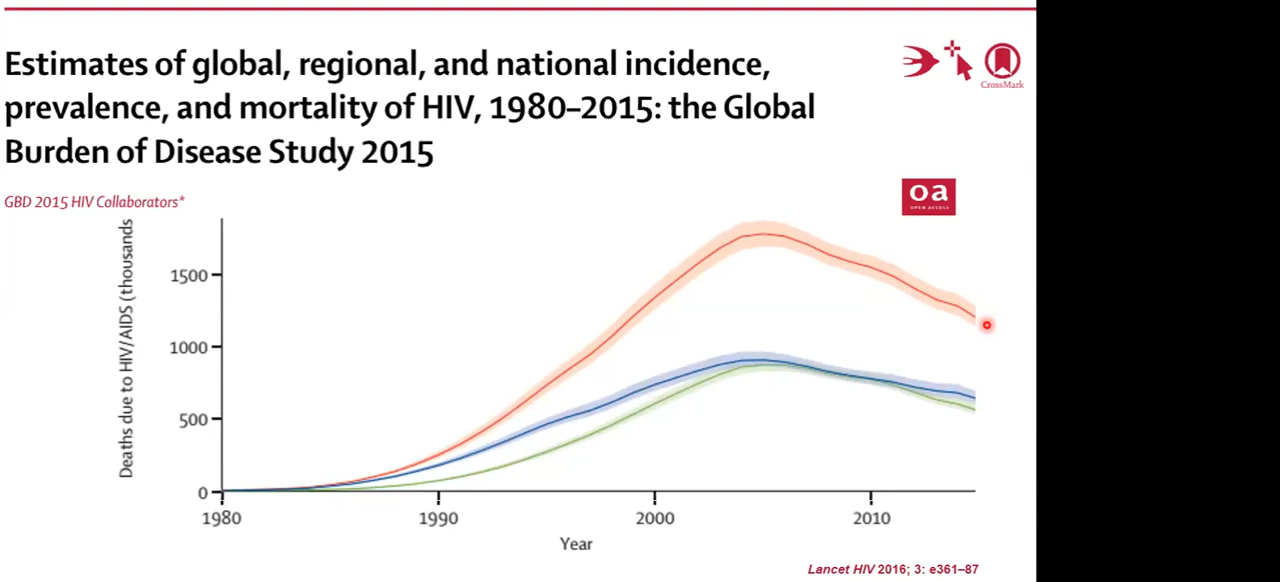 Estimates of global, regional, and national incidence,
prevalence, and mortality of HIV, 1980–2015: the Global
Burden of Disease Study 2015
CrossMark
GBD 2015 HIV Collaborators*
oa
OPEN ACCESS
Deaths due to HIV/AIDS (thousands
1500
1000
500
0
1980
1990
2000
2010
Year
Lancet HIV 2016; 3: e361–87